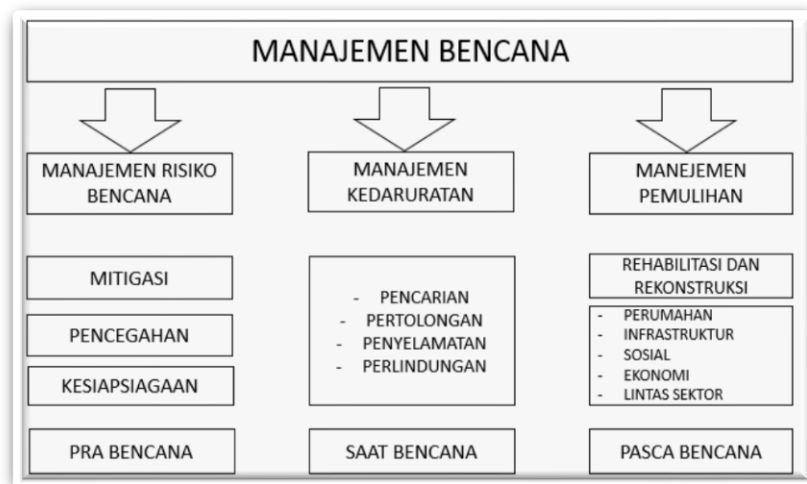 MANAJEMEN BENCANA
MANAJEMEN RISIKO
BENCANA
MITIGASI
PENCEGAHAN
KESIAPSIAGAAN
PRA BENCANA
MANAJEMEN
KEDARURATAN
- PENCARIAN
- PERTOLONGAN
- PENYELAMATAN
- PERLINDUNGAN
SAAT BENCANA
MANEJEMEN
PEMULIHAN
REHABILITASI DAN
REKONSTRUKSI
- PERUMAHAN
- INFRASTRUKTUR
- SOSIAL
- EKONOMI
- LINTAS SEKTOR
PASCA BENCANA